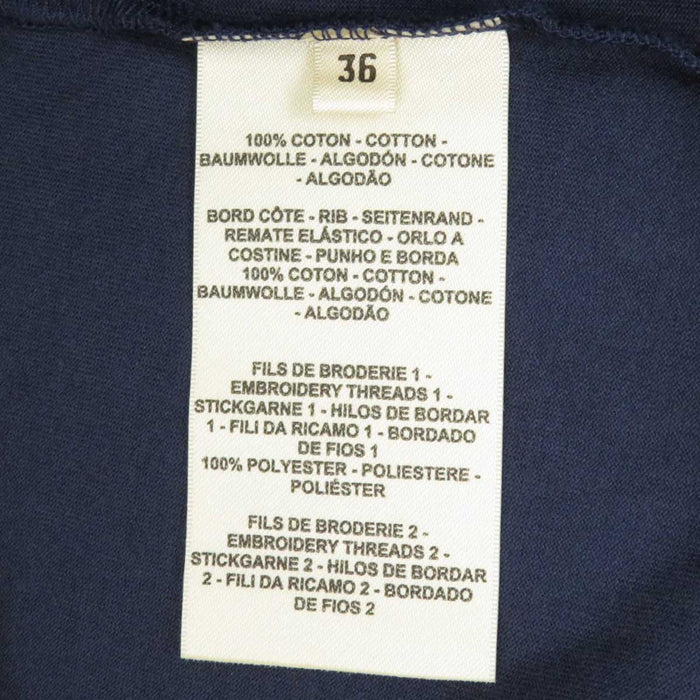 36
100% COTON - COTTON -
BAUMWOLLE - ALGODÓN - COTONE
- ALGODÃO
BORD CÔTE - RIB - SEITENRAND -
REMATE ELÁSTICO - ORLO A
COSTINE - PUNHO E BORDA
100% COTON - COTTON -
BAUMWOLLE - ALGODÓN - COTONE
- ALGODÃO
FILS DE BRODERIE 1 -
EMBROIDERY THREADS 1 -
STICKGARNE 1 - HILOS DE BORDAR
1 - FILI DA RICAMO 1 - BORDADO
DE FIOS 1
100% POLYESTER - POLIESTERE -
POLIÉSTER
FILS DE BRODERIE 2 -
EMBROIDERY THREADS 2 -
STICKGARNE 2 - HILOS DE BORDAR
2 - FILI DA RICAMO 2 - BORDADO
DE FIOS 2